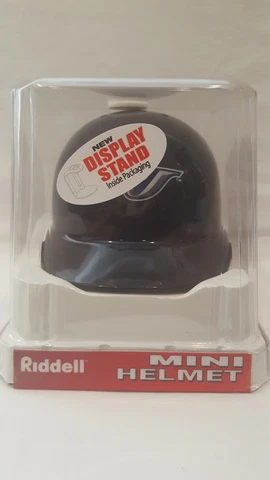 NEW
DISPLAY
STAND
Inside Packaging
Riddell
MINI
HELMET